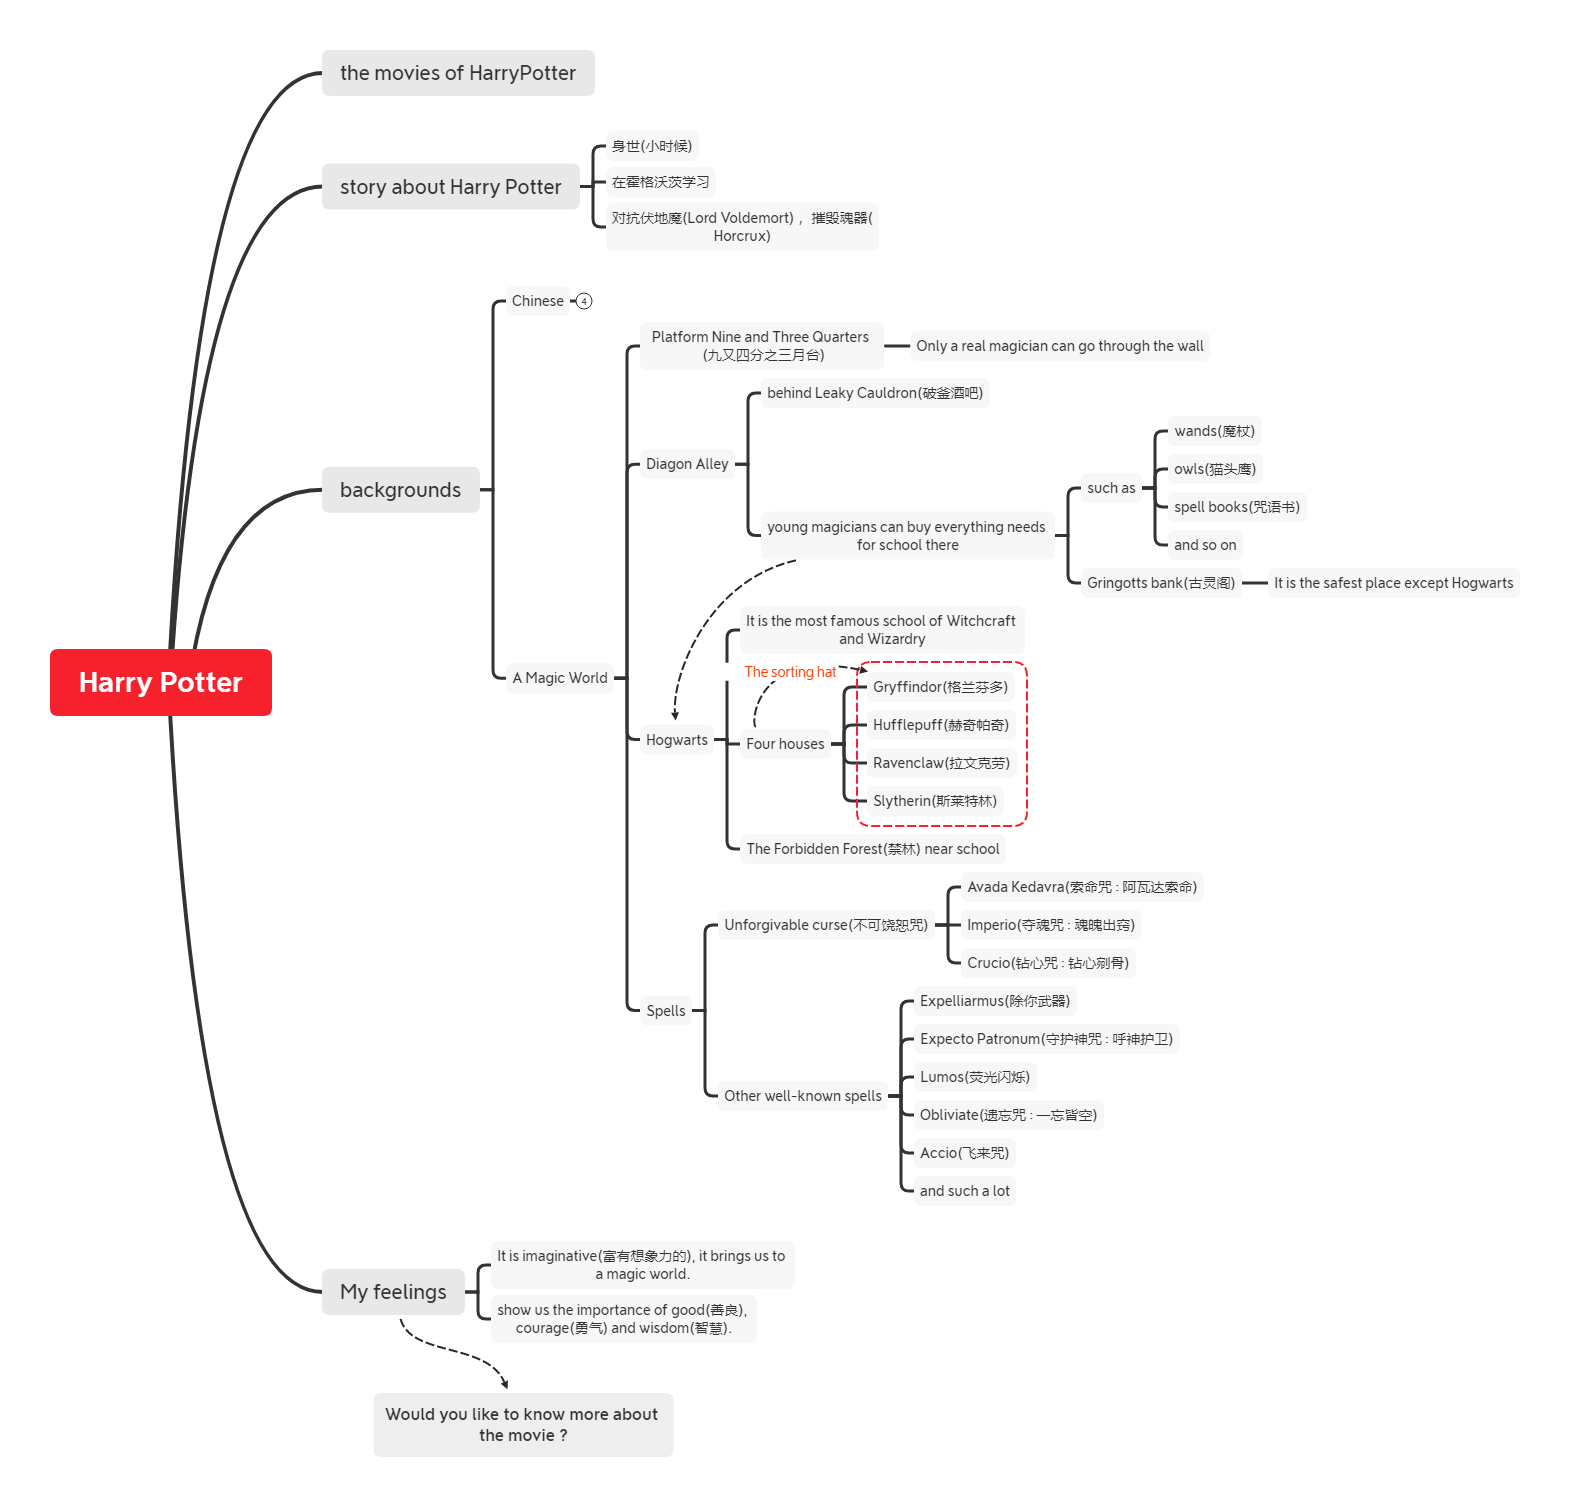 the movies of HarryPotter
身世(小时候)
story about Harry Potter
在霍格沃茨学习
对抗伏地魔(Lord Voldemort) ，摧毁魂器(
Horcrux)
Chinese
4
Platform Nine and Three Quarters
(九又四分之三月台)
Only a real magician can go through the wall
behind Leaky Cauldron(破釜酒吧)
wands(魔杖)
Diagon Alley
owls(猫头鹰)
such as
backgrounds
spell books(咒语书)
young magicians can buy everything needs
for school there
and so on
Gringotts bank(古灵阁)
It is the safest place except Hogwarts
It is the most famous school of Witchcraft
and Wizardry
Harry Potter
A Magic World
The sorting hat
Gryffindor(格兰芬多)
Hufflepuff(赫奇帕奇)
Hogwarts
Four houses
Ravenclaw(拉文克劳)
Slytherin(斯莱特林)
The Forbidden Forest(禁林) near school
Avada Kedavra(索命咒 : 阿瓦达索命)
Unforgivable curse(不可饶恕咒)
Imperio(夺魂咒 : 魂魄出窍)
Crucio(钻心咒 : 钻心剜骨)
Expelliarmus(除你武器)
Spells
Expecto Patronum(守护神咒 : 呼神护卫)
Lumos(荧光闪烁)
Other well-known spells
Obliviate(遗忘咒 : 一忘皆空)
Accio(飞来咒)
and such a lot
It is imaginative(富有想象力的), it brings us to
a magic world.
My feelings
show us the importance of good(善良),
courage(勇气) and wisdom(智慧).
Would you like to know more about
the movie ?